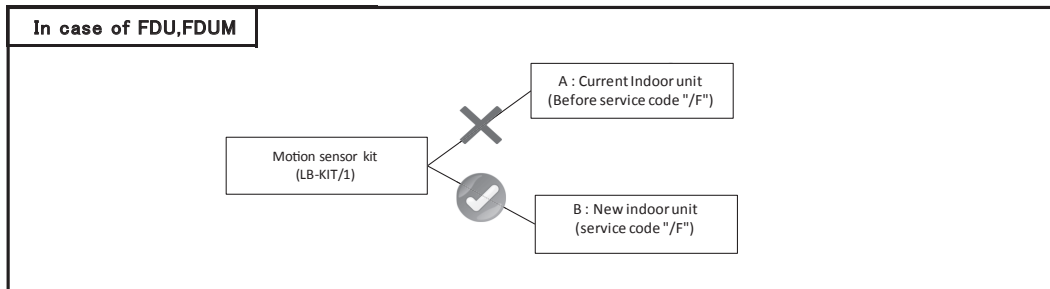 In case of FDU,FDUM
A : Current Indoor unit
(Before service code "/F")
Motion sensor kit
(LB-KIT/1)
B : New indoor unit
(service code "/F")